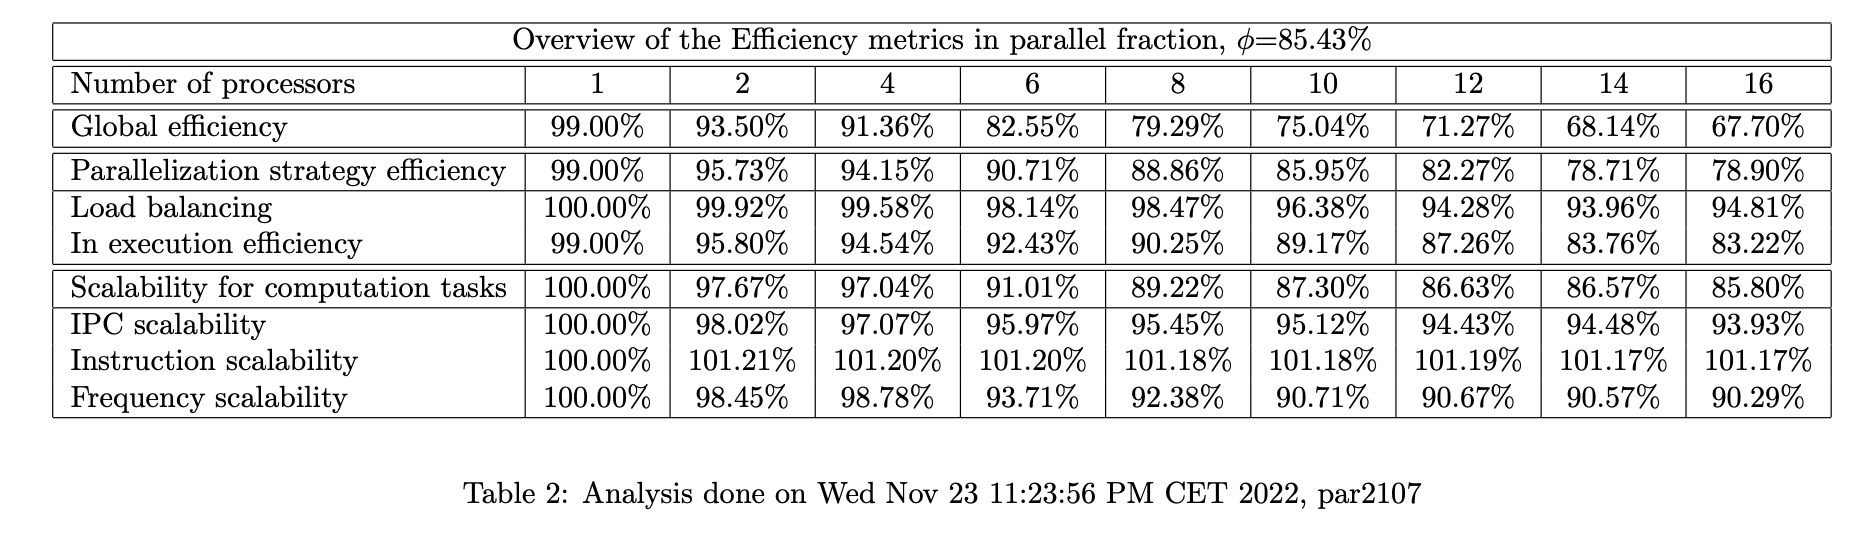 Overview of the Efficiency metrics in parallel fraction, ϕ=85.43%
Number of processors 1 2 4 6 8 10 12 14 16
Global efficiency 99.00% 93.50% 91.36% 82.55% 79.29% 75.04% 71.27% 68.14% 67.70%
Parallelization strategy efficiency 99.00% 95.73% 94.15% 90.71% 88.86% 85.95% 82.27% 78.71% 78.90%
Load balancing 100.00% 99.92% 99.58% 98.14% 98.47% 96.38% 94.28% 93.96% 94.81%
In execution efficiency 99.00% 95.80% 94.54% 92.43% 90.25% 89.17% 87.26% 83.76% 83.22%
Scalability for computation tasks 100.00% 97.67% 97.04% 91.01% 89.22% 87.30% 86.63% 86.57% 85.80%
IPC scalability 100.00% 98.02% 97.07% 95.97% 95.45% 95.12% 94.43% 94.48% 93.93%
Instruction scalability 100.00% 101.21% 101.20% 101.20% 101.18% 101.18% 101.19% 101.17% 101.17%
Frequency scalability 100.00% 98.45% 98.78% 93.71% 92.38% 90.71% 90.67% 90.57% 90.29%
Table 2: Analysis done on Wed Nov 23 11:23:56 PM CET 2022, par2107